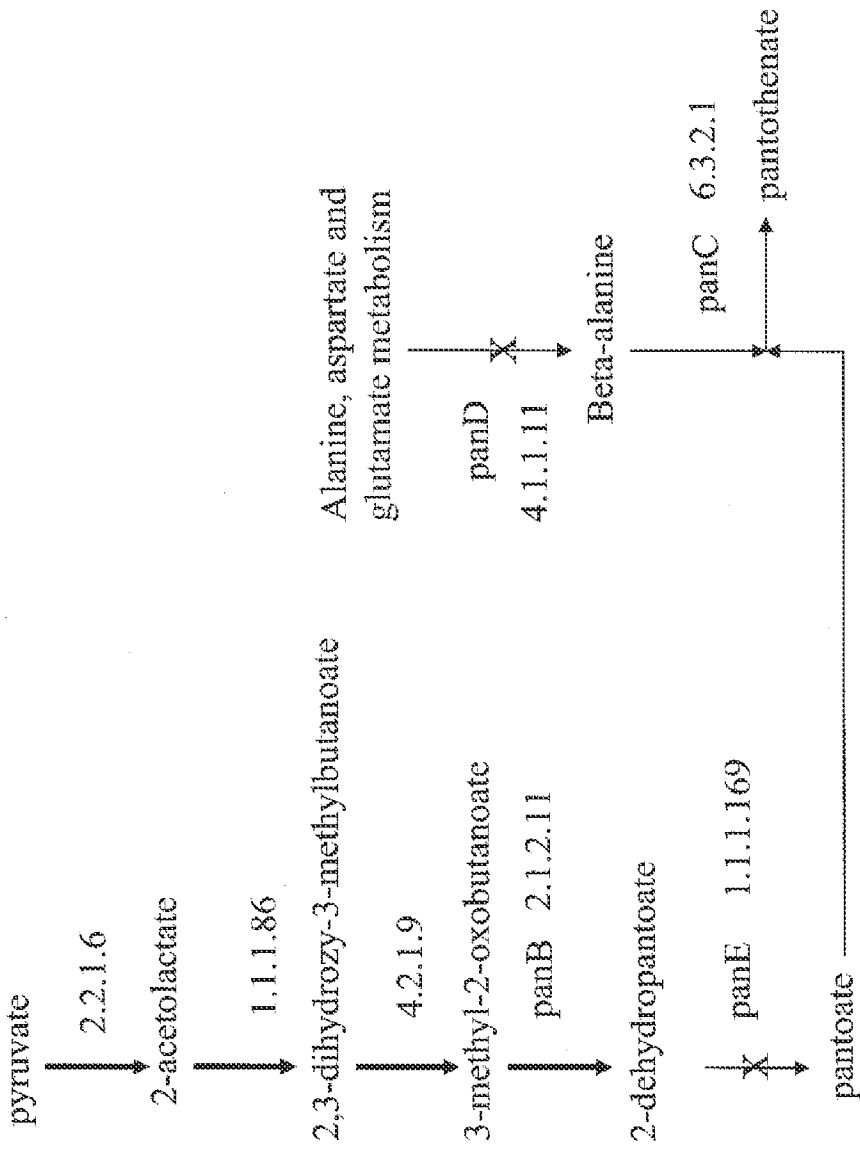 pyruvate
2.2.1.6
2-acetolactate
1.1.1.86
2,3-dihydrozy-3-methylbutanoate
4.2.1.9
3-methyl-2-oxobutanoate
panB 2.1.2.11
2-dehydropantoate
panE 1.1.1.169
X
pantoate
Alanine, aspartate and
glutamate metabolism
panD
X
4.1.1.11
Beta-alanine
panC 6.3.2.1
pantothenate